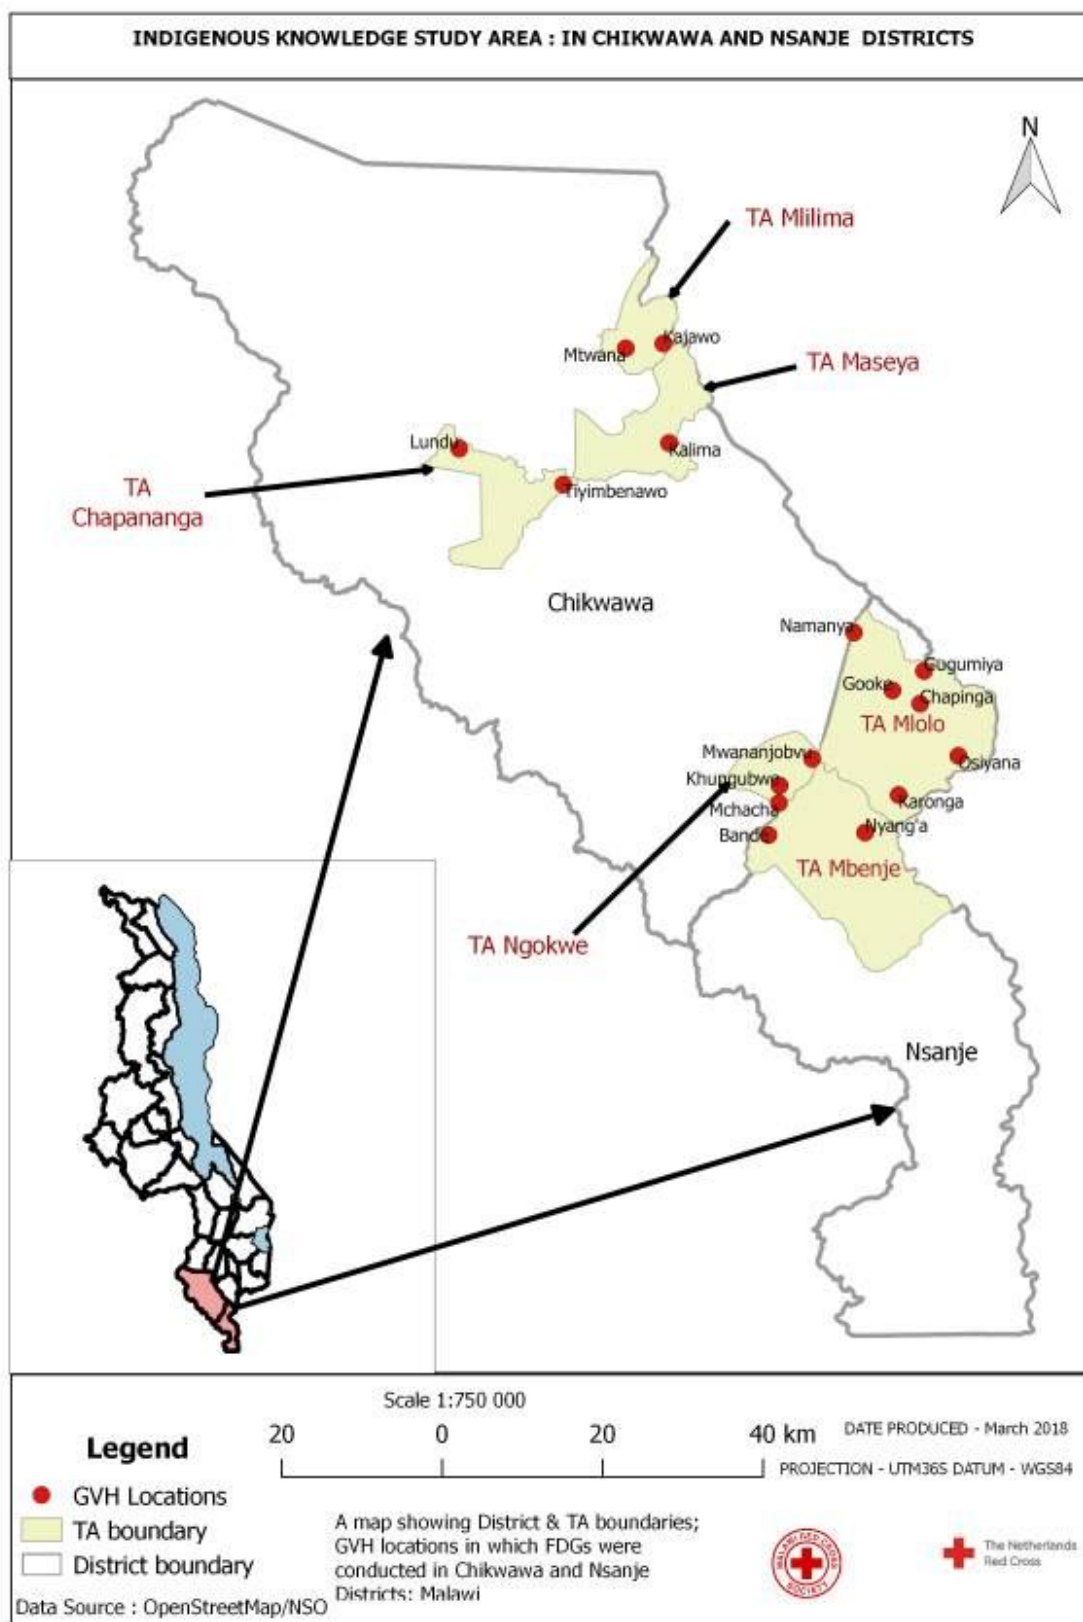 INDIGENOUS KNOWLEDGE STUDY AREA : IN CHIKWAWA AND NSANJE DISTRICTS
N
TA Mlilima
Kajawo
Mtwana
TA Maseya
Lundu
Kalima
TA
Chapananga
Tiyimbenawo
Chikwawa
Namanya
Gugumiya
Gooke
Chapinga
TA Mlolo
Mwananjobvu
Osiyana
Khungubwe
Karonga
Mchacha
Bande
Nyang'a
TA Mbenje
TA Ngokwe
Nsanje
Scale 1:750 000
20 0 20 40 km
DATE PRODUCED - March 2018
PROJECTION - UTM36S DATUM - WGS84
Legend
GVH Locations
TA boundary
District boundary
A map showing District & TA boundaries;
GVH locations in which FDGs were
conducted in Chikwawa and Nsanje
Districts: Malawi
MALAWI RED CROSS
SOCIETY
The Netherlands
Red Cross
Data Source : OpenStreetMap/NSO